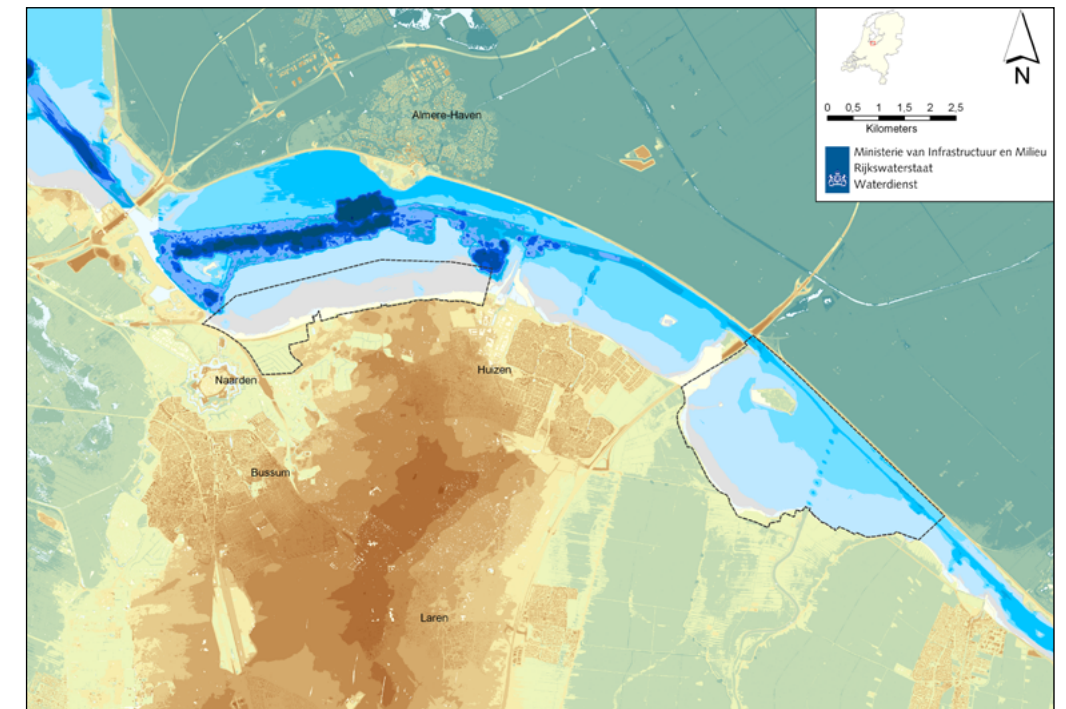 N
0 0,5 1 1,5 2 2,5
Kilometers
Ministerie van Infrastructuur en Milieu
Rijkswaterstaat
Waterdienst
Almere-Haven
Huizen
Naarden
Bussum
Laren